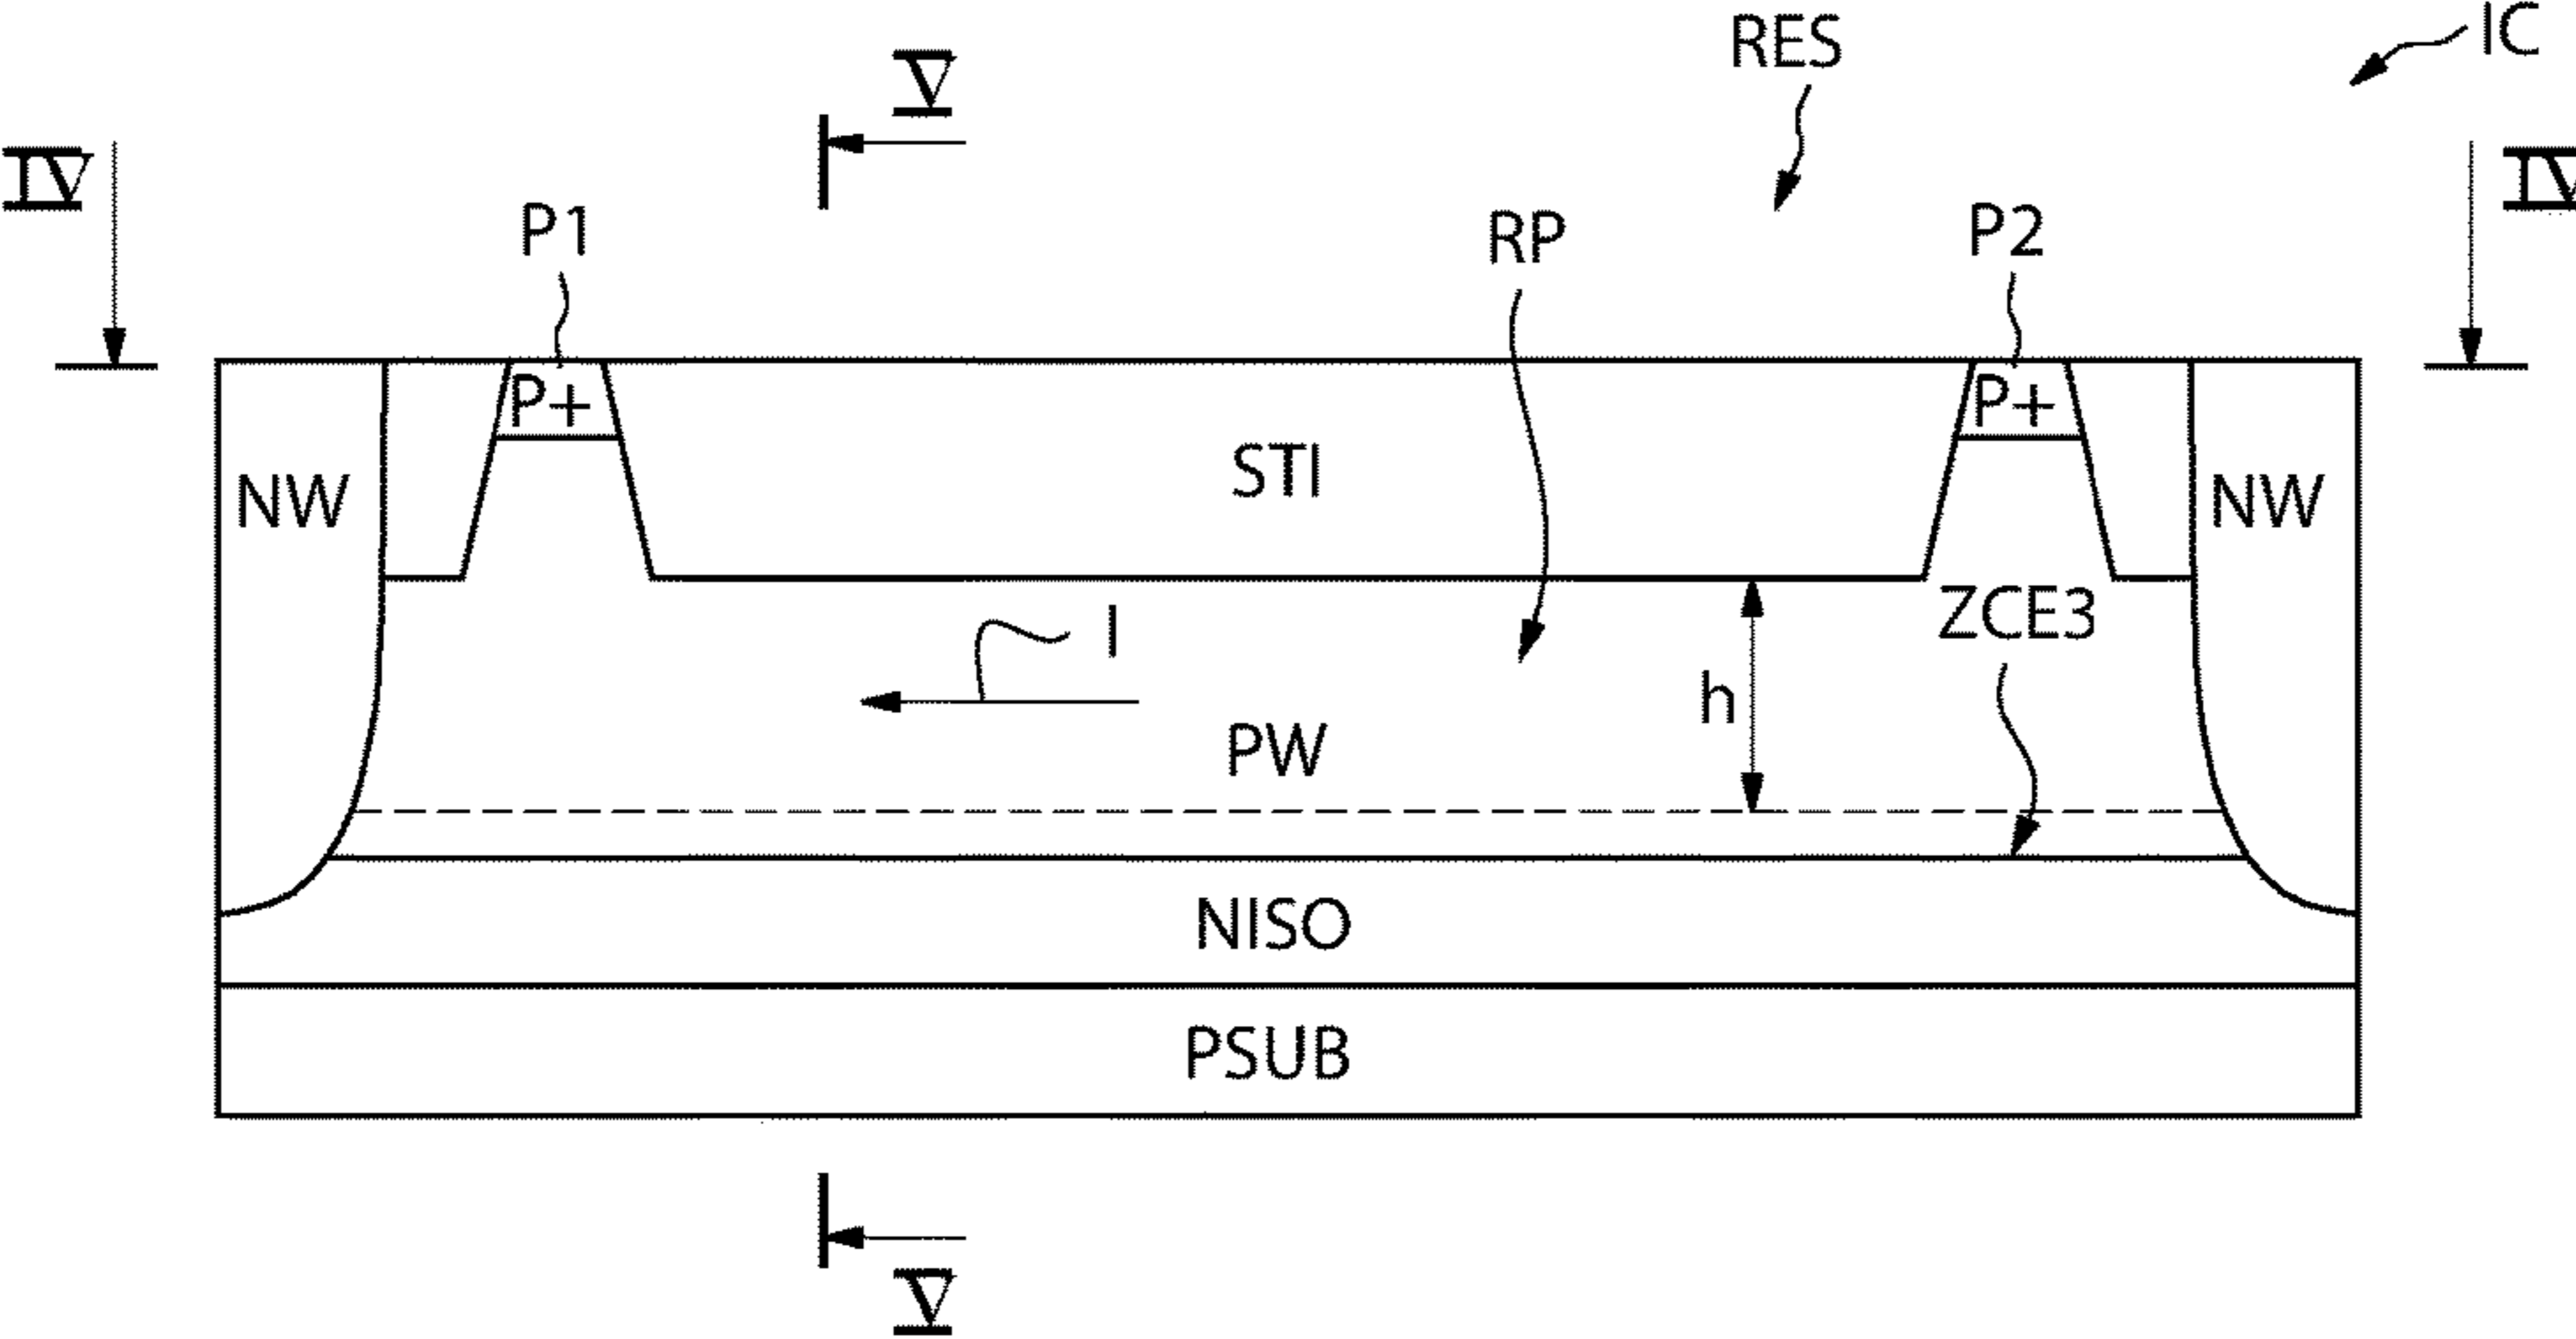 IC
RES
V
IV
IV
P1
RP
P2
P+
P+
STI
NW
NW
ZCE3
I
h
PW
NISO
PSUB
V